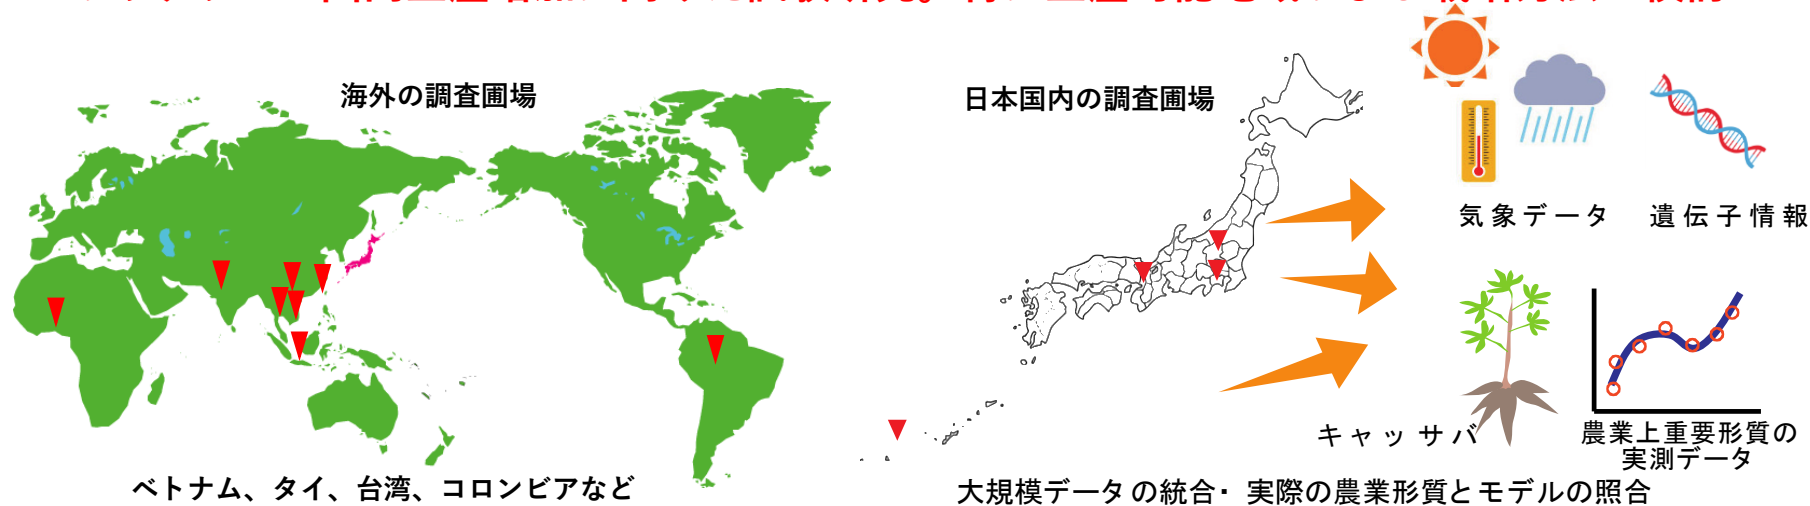 海外の調査圃場
日本国内の調査圃場
気象データ
遺伝子情報
キャッサバ
農業上重要形質の
実測データ
ベトナム、タイ、台湾、コロンビアなど
大規模データの統合・実際の農業形質とモデルの照合